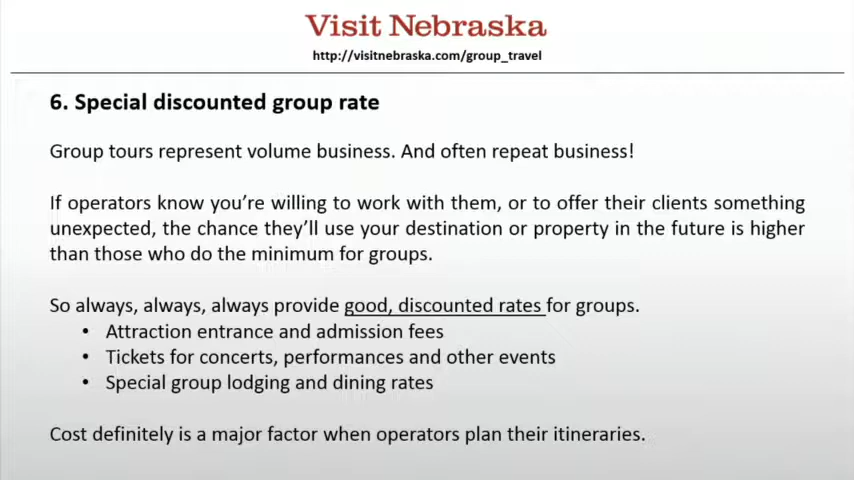 Visit Nebraska
http://visitnebraska.com/group_travel
6. Special discounted group rate
Group tours represent volume business. And often repeat business!
If operators know you’re willing to work with them, or to offer their clients something
unexpected, the chance they’ll use your destination or property in the future is higher
than those who do the minimum for groups.
So always, always, always provide good, discounted rates for groups.
• Attraction entrance and admission fees
• Tickets for concerts, performances and other events
• Special group lodging and dining rates
Cost definitely is a major factor when operators plan their itineraries.